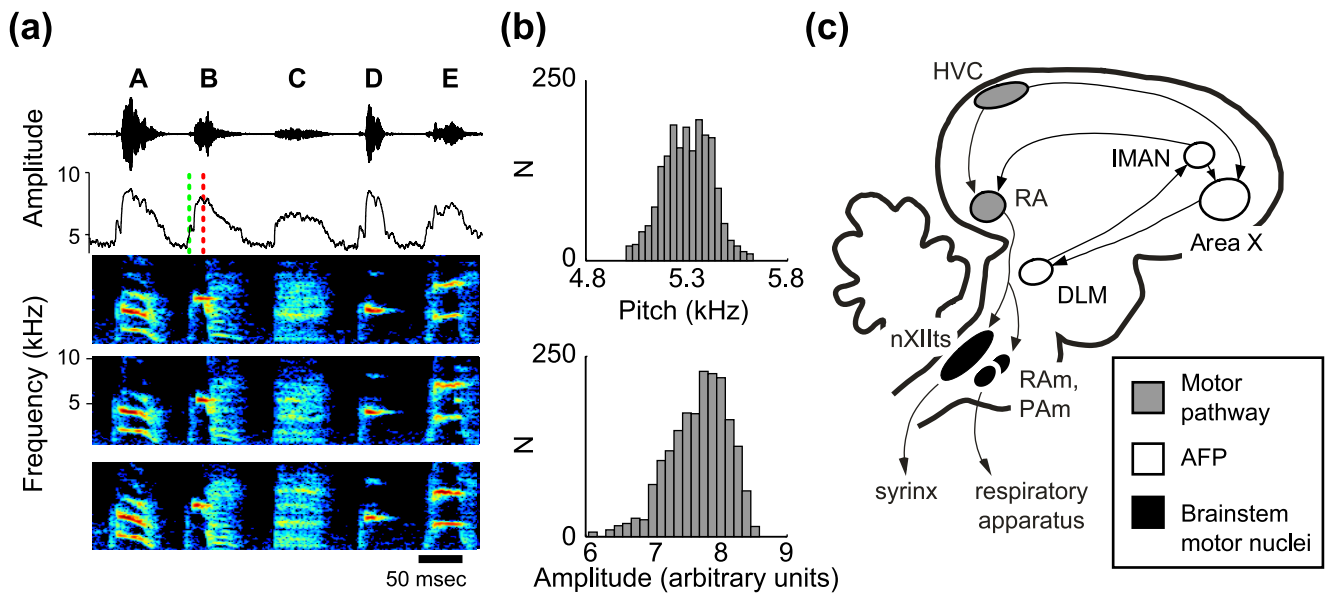 (a)
A B C D E
Amplitude
10
5
Frequency (kHz)
10
5
50 msec
(b)
250
N
0
4.8 5.3 5.8
Pitch (kHz)
250
N
0
6 7 8 9
Amplitude (arbitrary units)
(c)
HVC
lMAN
RA
Area X
DLM
nXIIts
RAm,
PAm
syrinx
respiratory
apparatus
Motor
pathway
AFP
Brainstem
motor nuclei